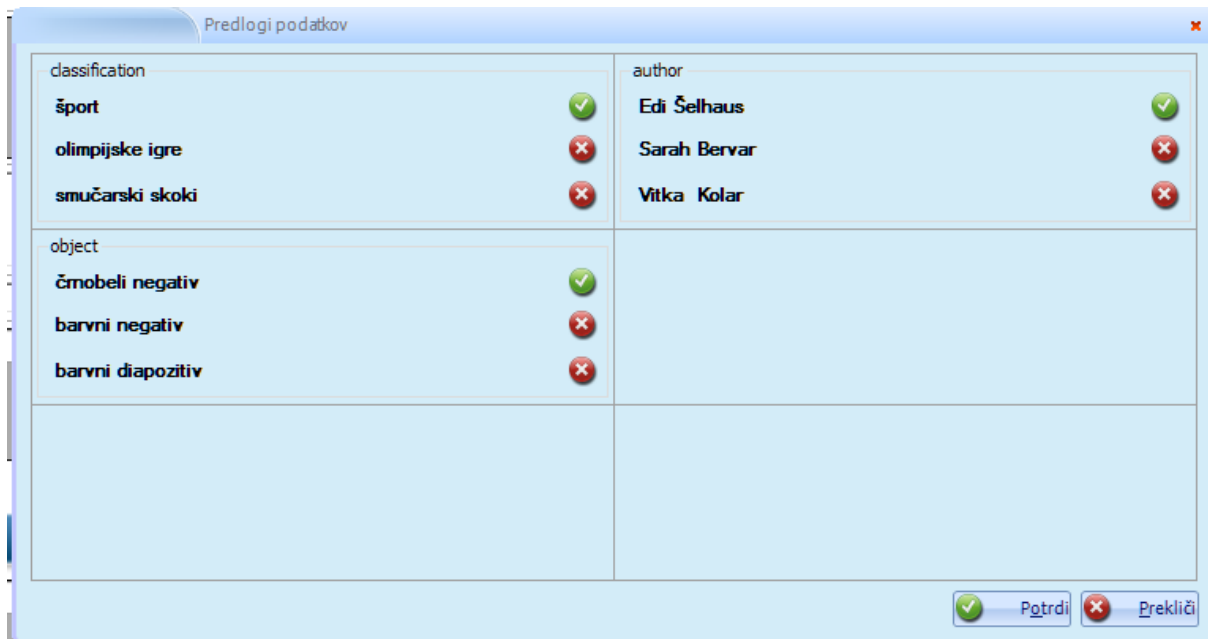 Predlogi podatkov
classification
šport
olimpijske igre
smučarski skoki
author
Edi Šelhaus
Sarah Bervar
Vitka Kolar
object
črnobeli negativ
barvni negativ
barvni diapozitiv
Potrdi
Prekliči